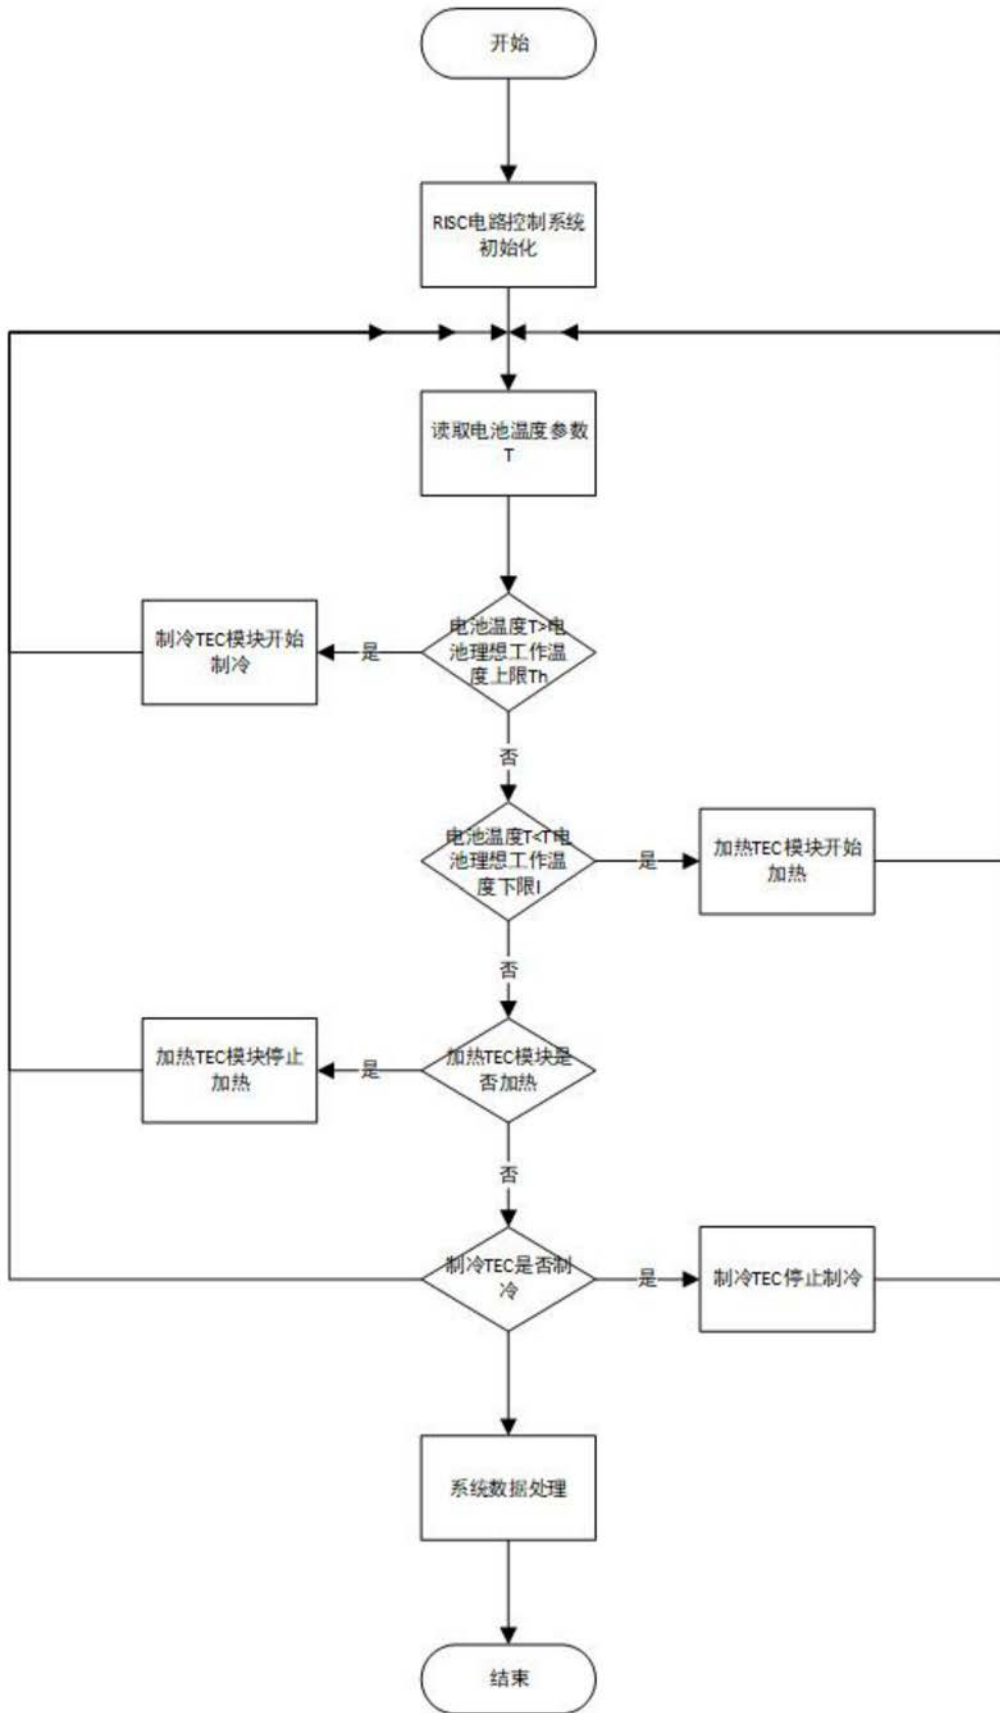 开始
RISC电路控制系统
初始化
读取电池温度参数
T
电池温度T>电
池理想工作温
度上限Th
是
制冷TEC模块开始
制冷
否
电池温度T<T电
池理想工作温
度下限l
是
加热TEC模块开始
加热
否
加热TEC模块是
否加热
是
加热TEC模块停止
加热
否
制冷TEC是否制
冷
是
制冷TEC停止制冷
系统数据处理
结束